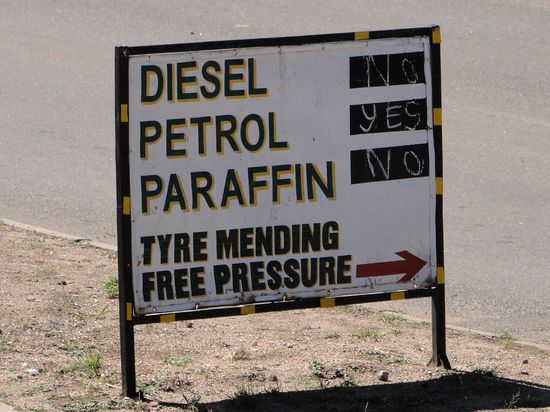 DIESEL No
PETROL YES
PARAFFIN NO
TYRE MENDING
FREE PRESSURE